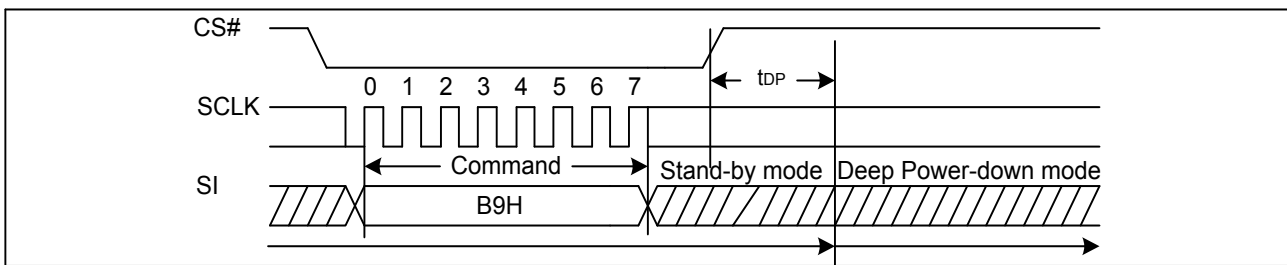 CS#
tDP
0 1 2 3 4 5 6 7
SCLK
Command
Stand-by mode Deep Power-down mode
SI
B9H